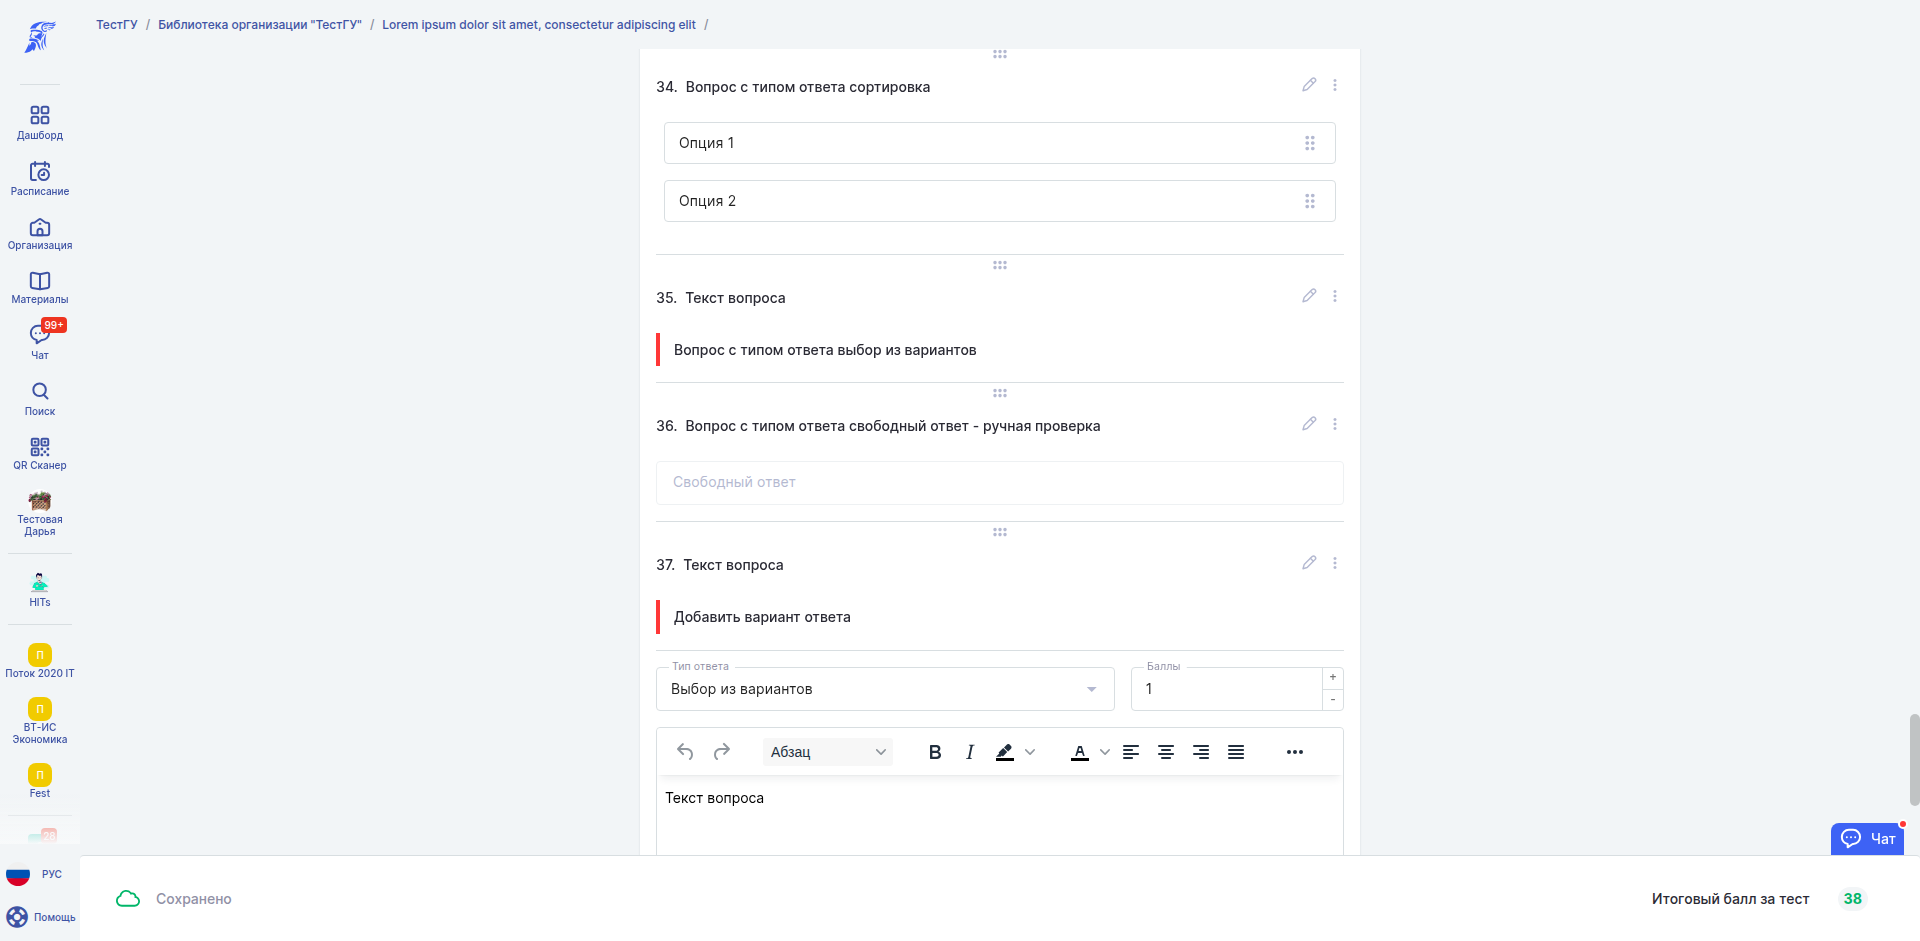 ТестГУ / Библиотека организации "ТестГУ" / Lorem ipsum dolor sit amet, consectetur adipiscing elit /
Дашборд
Расписание
Организация
Материалы
99+
Чат
Поиск
QR Сканер
Тестовая
Дарья
HITs
П
Поток 2020 IT
П
ВТ-ИС
Экономика
П
Fest
28
РУС
Помощь
34. Вопрос с типом ответа сортировка
Опция 1
Опция 2
35. Текст вопроса
Вопрос с типом ответа выбор из вариантов
36. Вопрос с типом ответа свободный ответ - ручная проверка
Свободный ответ
37. Текст вопроса
Добавить вариант ответа
Тип ответа
Выбор из вариантов
Баллы
1
+
-
Абзац
B I A
Текст вопроса
Чат
Сохранено
Итоговый балл за тест 38